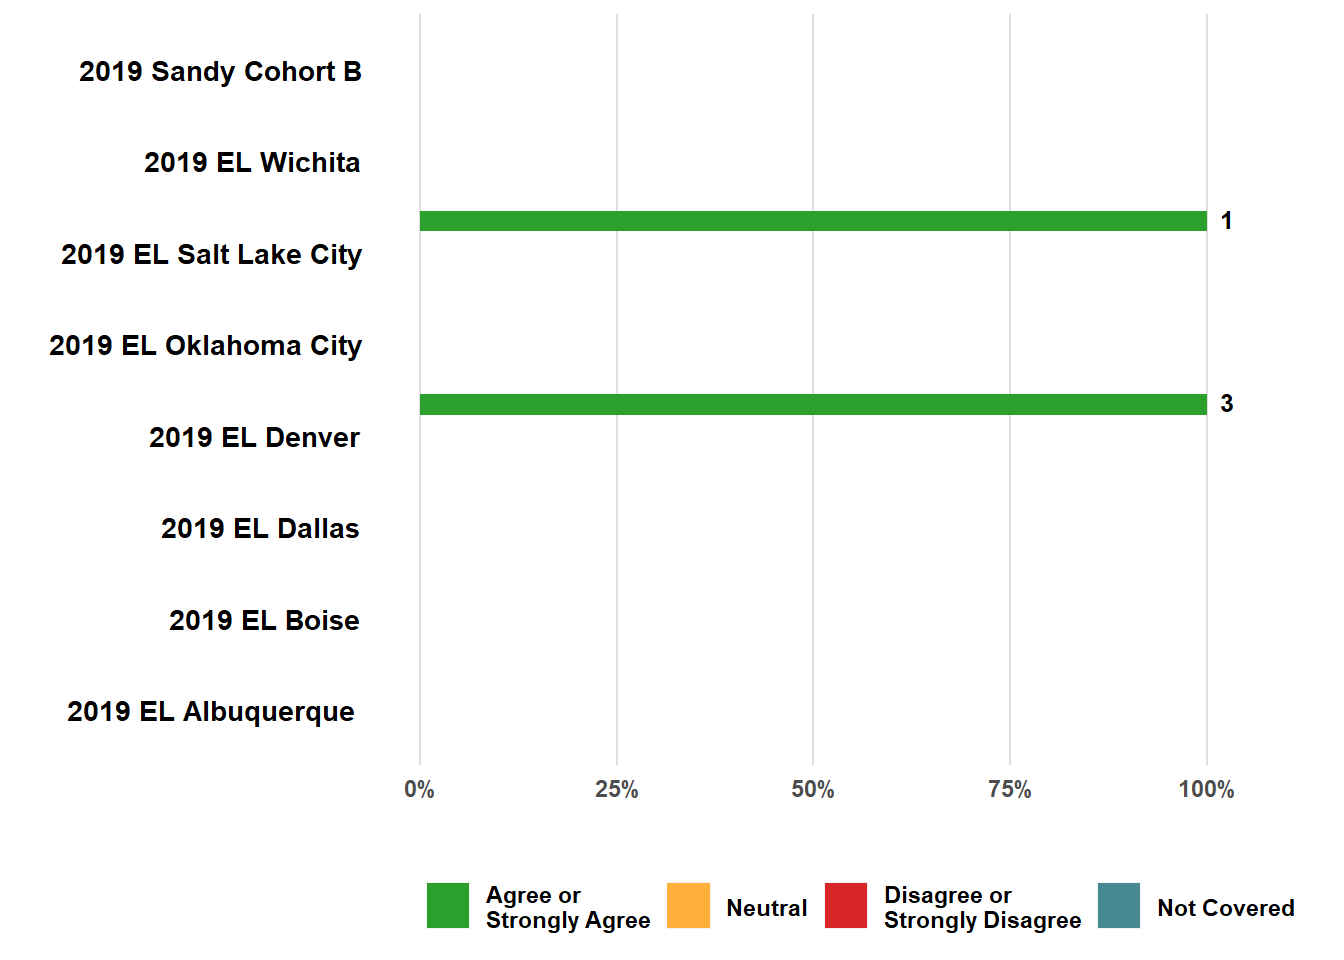 2019 Sandy Cohort B
2019 EL Wichita
1
2019 EL Salt Lake City
2019 EL Oklahoma City
3
2019 EL Denver
2019 EL Dallas
2019 EL Boise
2019 EL Albuquerque
0% 25% 50% 75% 100%
Agree or
Strongly Agree
Neutral
Disagree or
Strongly Disagree
Not Covered